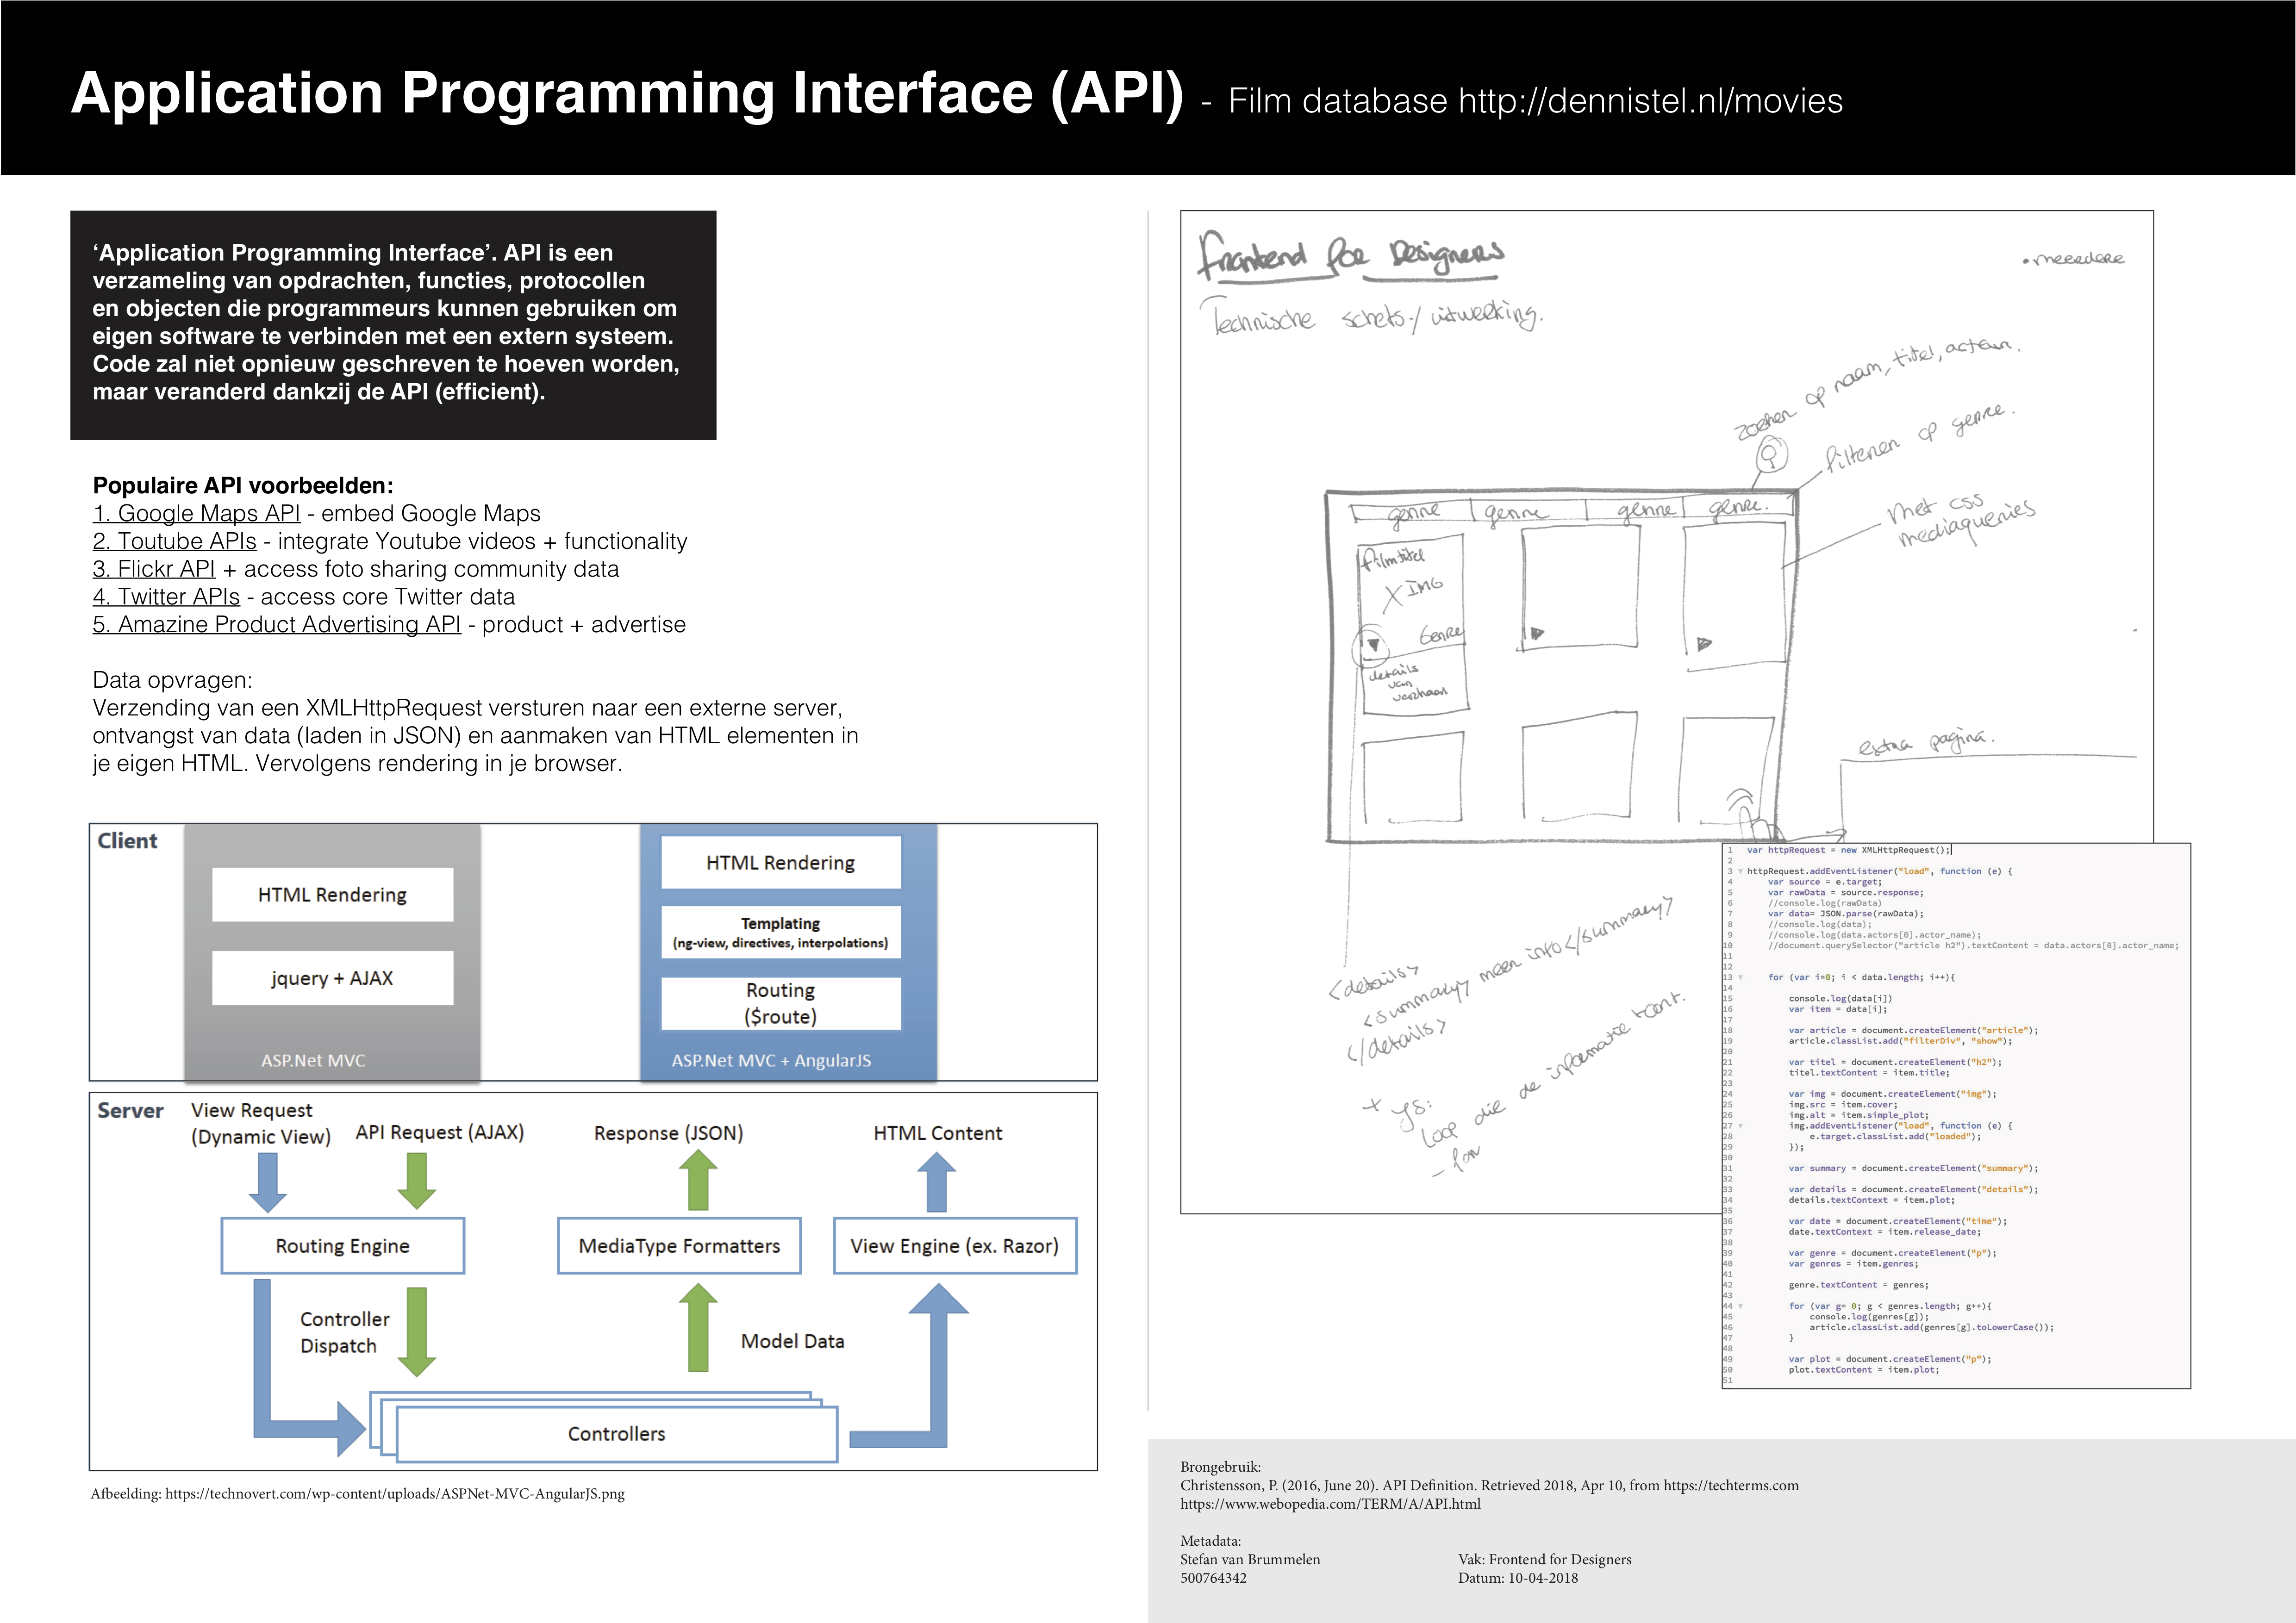 Application Programming Interface (API) - Film database http://dennistel.nl/movies
‘Application Programming Interface’. API is een
verzameling van opdrachten, functies, protocollen
en objecten die programmeurs kunnen gebruiken om
eigen software te verbinden met een extern systeem.
Code zal niet opnieuw geschreven te hoeven worden,
maar veranderd dankzij de API (efficient).
Populaire API voorbeelden:
1. Google Maps API - embed Google Maps
2. Toutube APIs - integrate Youtube videos + functionality
3. Flickr API + access foto sharing community data
4. Twitter APIs - access core Twitter data
5. Amazine Product Advertising API - product + advertise
Data opvragen:
Verzending van een XMLHttpRequest versturen naar een externe server,
ontvangst van data (laden in JSON) en aanmaken van HTML elementen in
je eigen HTML. Vervolgens rendering in je browser.
Client
HTML Rendering
jquery + AJAX
ASP.Net MVC
HTML Rendering
Templating
(ng-view, directives, interpolations)
Routing
($route)
ASP.Net MVC + AngularJS
Server
View Request
(Dynamic View)
API Request (AJAX)
Response (JSON)
HTML Content
Routing Engine
MediaType Formatters
View Engine (ex. Razor)
Controller
Dispatch
Model Data
Controllers
Afbeelding: https://technovert.com/wp-content/uploads/ASPNet-MVC-AngularJS.png
Frontend for Designers
• meerdere
Technische schets / uitwerking.
zoeken op naam, titel, acteur.
filteren op genre.
Met css
mediaqueries
genre genre genre genre.
filmtitel
X IMG
Genre
details
van
verhaal
extra pagina.
<details>
<summary> meer info </summary>
</details>
+ JS:
Loop die de informatie toont.
- for
1 var httpRequest = new XMLHttpRequest();
2
3 httpRequest.addEventListener("load", function (e) {
4 var source = e.target;
5 var rawData = source.response;
6 //console.log(rawData)
7 var data= JSON.parse(rawData);
8 //console.log(data);
9 //console.log(data.actors[0].actor_name);
10 //document.querySelector("article h2").textContent = data.actors[0].actor_name;
11
12
13 for (var i=0; i < data.length; i++){
14
15 console.log(data[i])
16 var item = data[i];
17
18 var article = document.createElement("article");
19 article.classList.add("filterDiv", "show");
20
21 var titel = document.createElement("h2");
22 titel.textContent = item.title;
23
24 var img = document.createElement("img");
25 img.src = item.cover;
26 img.alt = item.simple_plot;
27 img.addEventListener("load", function (e) {
28 e.target.classList.add("loaded");
29 });
30
31 var summary = document.createElement("summary");
32
33 var details = document.createElement("details");
34 details.textContent = item.plot;
35
36 var date = document.createElement("time");
37 date.textContent = item.release_date;
38
39 var genre = document.createElement("p");
40 var genres = item.genres;
41
42 genre.textContent = genres;
43
44 for (var g= 0; g < genres.length; g++){
45 console.log(genres[g]);
46 article.classList.add(genres[g].toLowerCase());
47 }
48
49 var plot = document.createElement("p");
50 plot.textContent = item.plot;
51
Brongebruik:
Christensson, P. (2016, June 20). API Definition. Retrieved 2018, Apr 10, from https://techterms.com
https://www.webopedia.com/TERM/A/API.html
Metadata:
Stefan van Brummelen
500764342
Vak: Frontend for Designers
Datum: 10-04-2018